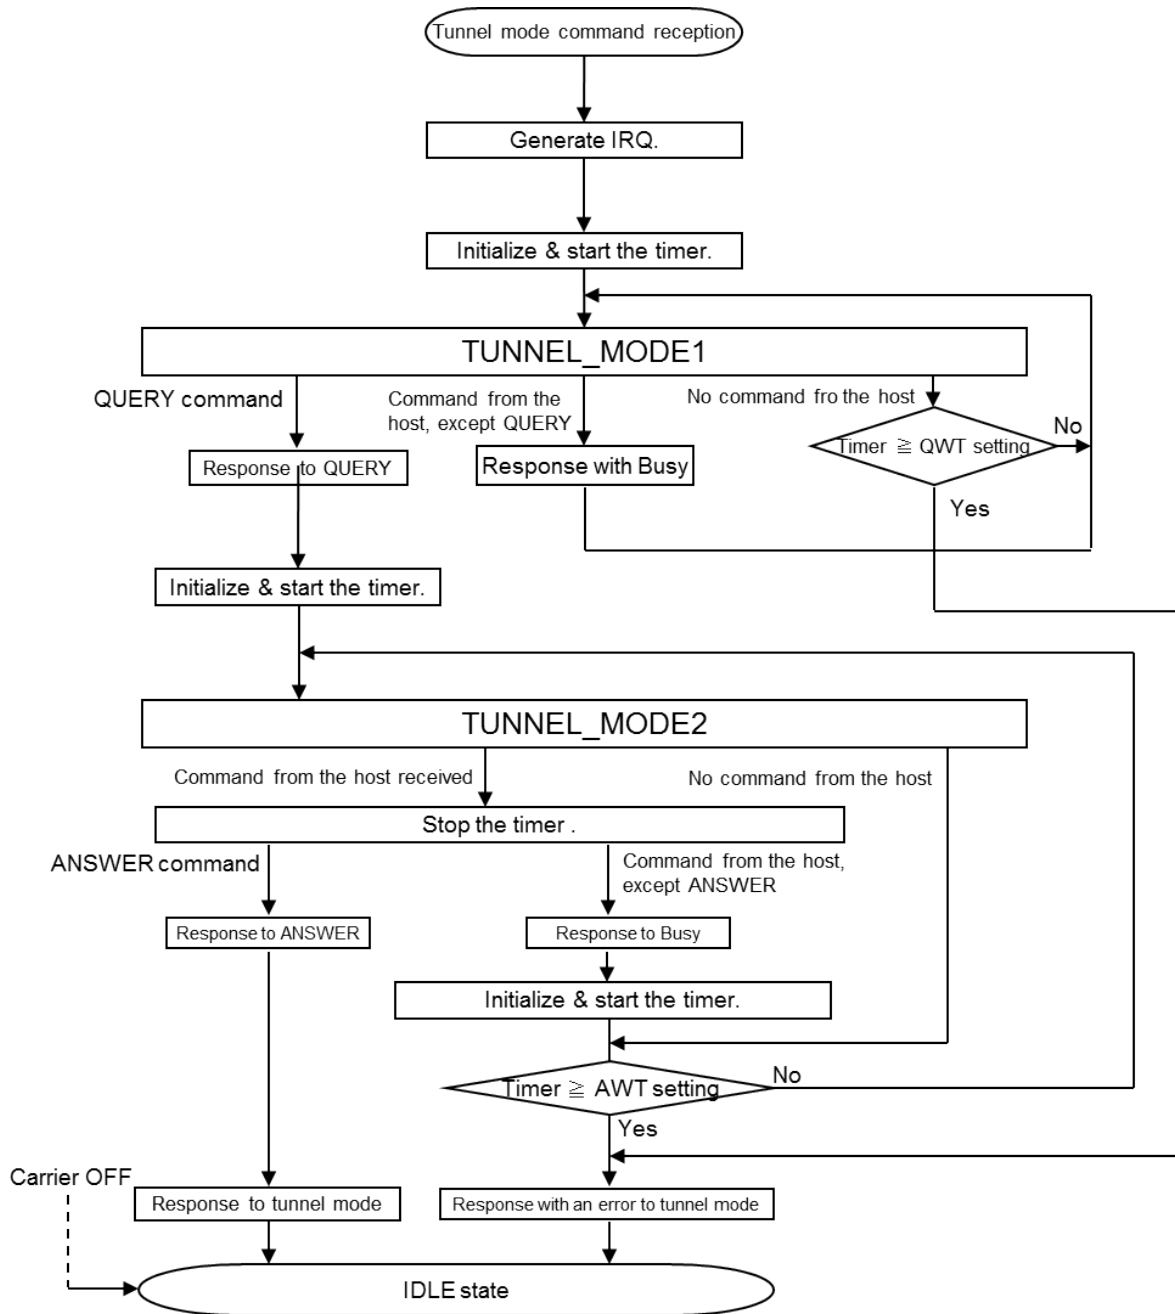 Tunnel mode command reception
Generate IRQ.
Initialize & start the timer.
TUNNEL_MODE1
QUERY command
Command from the
host, except QUERY
No command fro the host
Timer ≧ QWT setting
No
Response to QUERY
Response with Busy
Yes
Initialize & start the timer.
TUNNEL_MODE2
Command from the host received
No command from the host
Stop the timer .
ANSWER command
Command from the host,
except ANSWER
Response to ANSWER
Response to Busy
Initialize & start the timer.
Timer ≧ AWT setting
No
Yes
Carrier OFF
Response to tunnel mode
Response with an error to tunnel mode
IDLE state